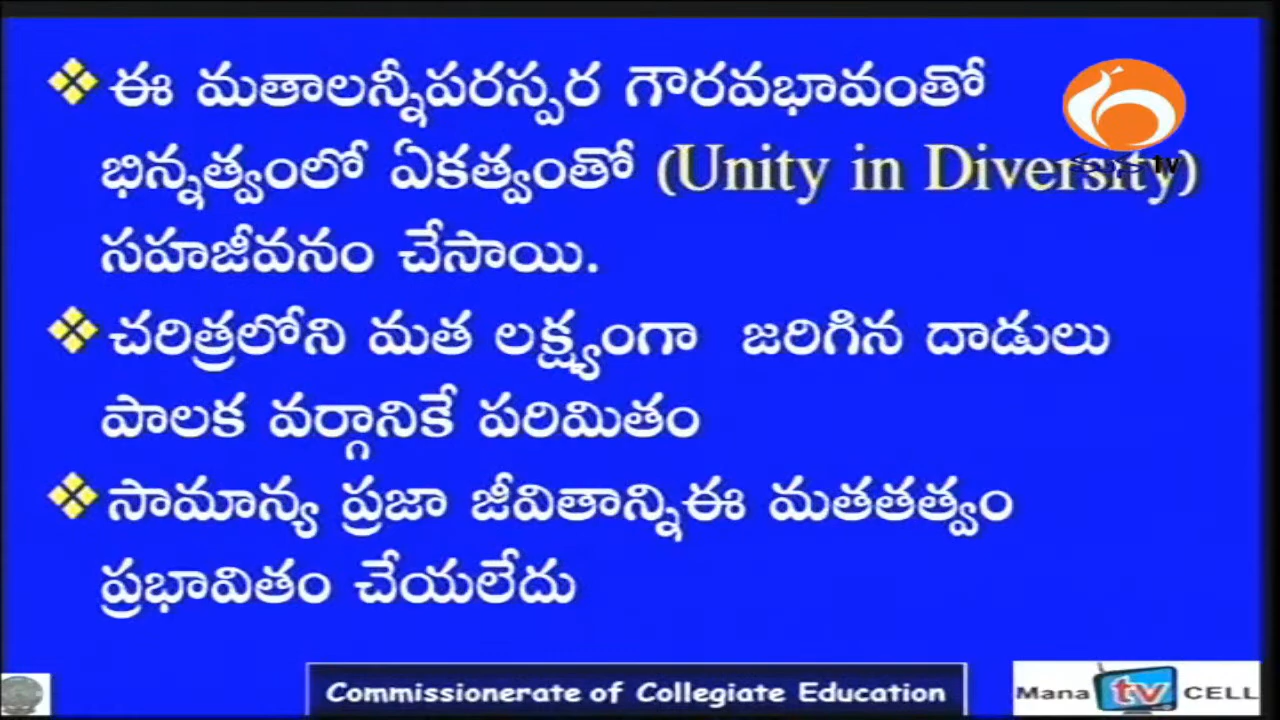 ఈ మతాలన్నీపరస్పర గౌరవభావంతో
భిన్నత్వంలో ఏకత్వంతో (Unity in Diversity)
సహజీవనం చేసాయి.
చరిత్రలోని మత లక్ష్యంగా జరిగిన దాడులు
పాలక వర్గానికే పరిమితం
సామాన్య ప్రజా జీవితాన్నిఈ మతతత్వం
ప్రభావితం చేయలేదు
tv
Commissionerate of Collegiate Education
Mana tv CELL